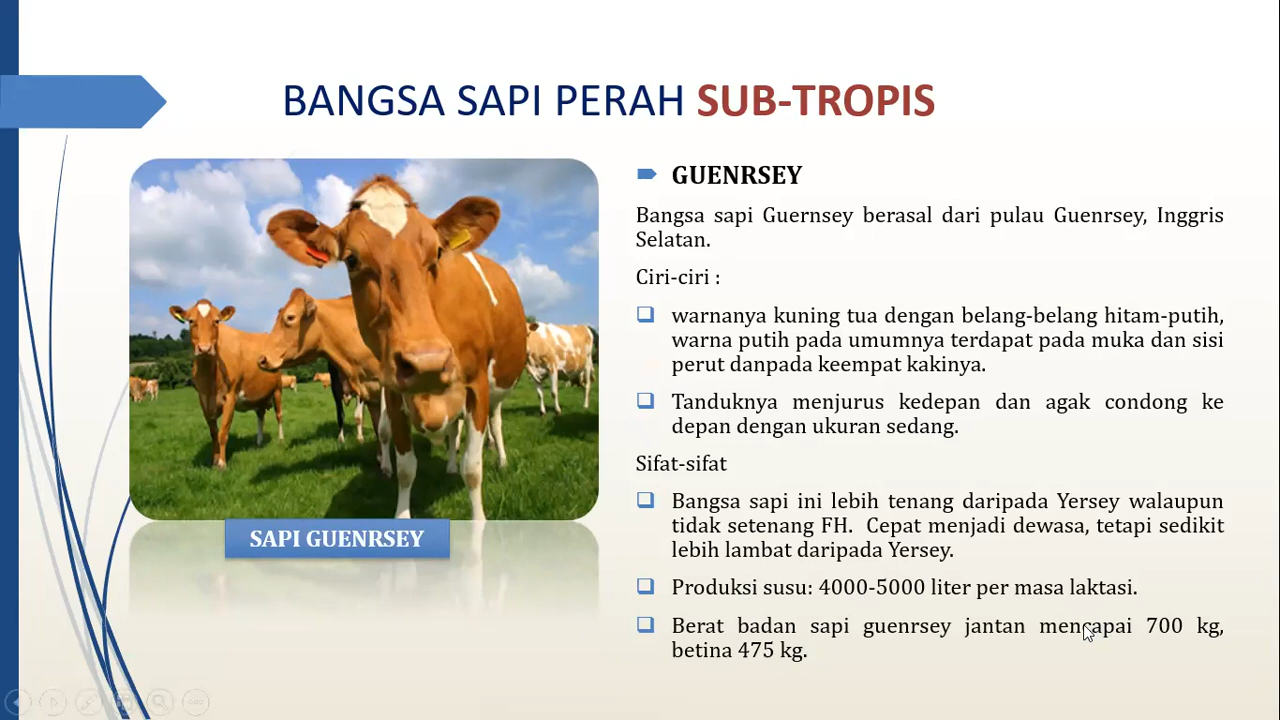 BANGSA SAPI PERAH SUB-TROPIS
GUENRSEY
Bangsa sapi Guernsey berasal dari pulau Guenrsey, Inggris
Selatan.
Ciri-ciri :
warnanya kuning tua dengan belang-belang hitam-putih,
warna putih pada umumnya terdapat pada muka dan sisi
perut danpada keempat kakinya.
Tanduknya menjurus kedepan dan agak condong ke
depan dengan ukuran sedang.
Sifat-sifat
Bangsa sapi ini lebih tenang daripada Yersey walaupun
tidak setenang FH. Cepat menjadi dewasa, tetapi sedikit
lebih lambat daripada Yersey.
Produksi susu: 4000-5000 liter per masa laktasi.
Berat badan sapi guenrsey jantan mencapai 700 kg,
betina 475 kg.
SAPI GUENRSEY